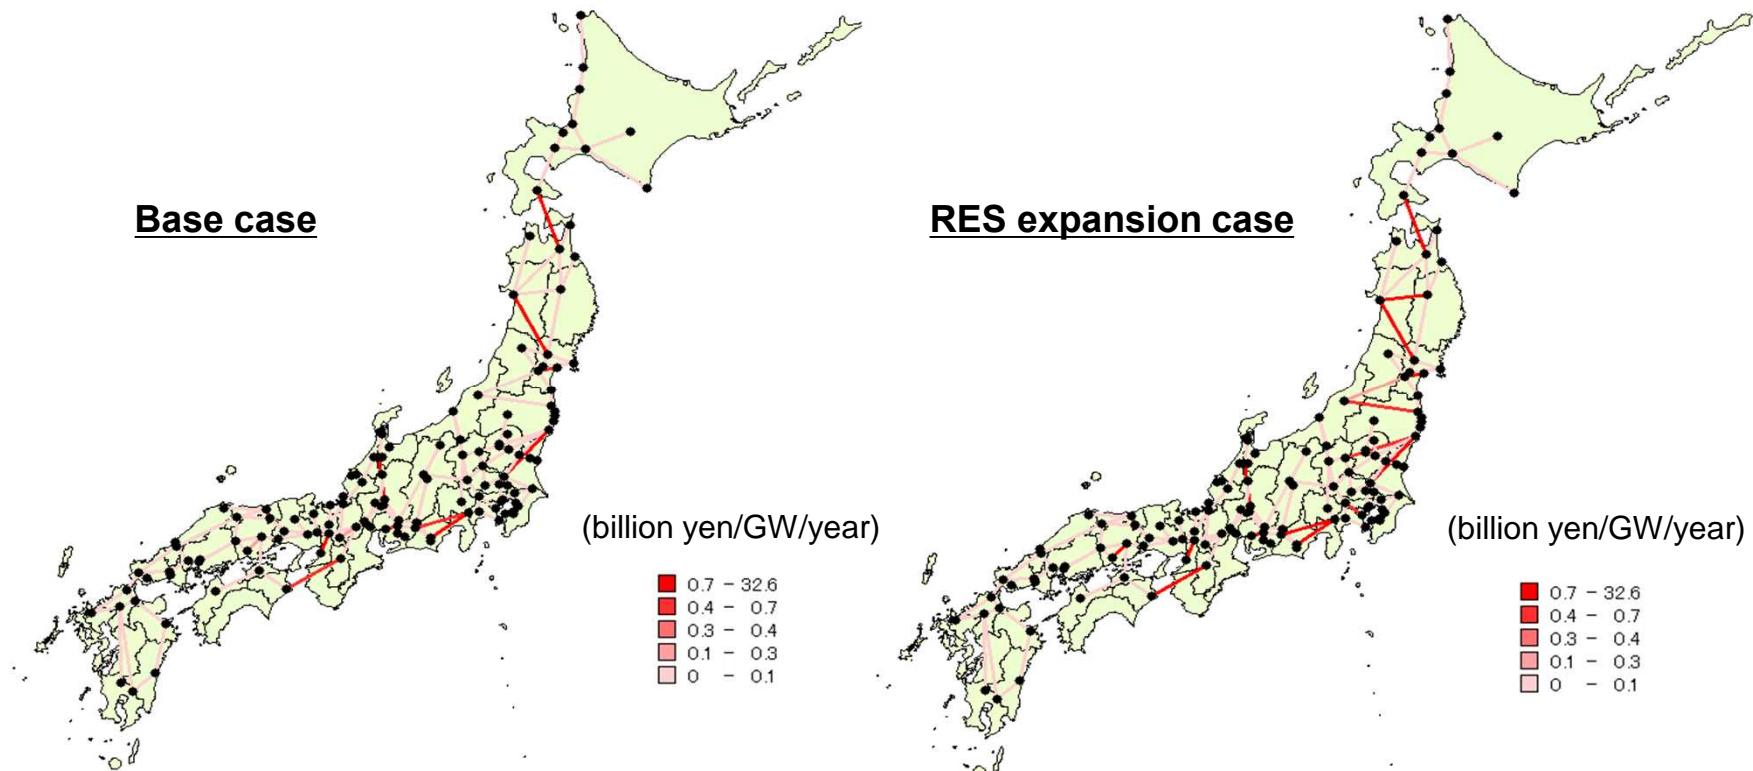 Base case
RES expansion case
(billion yen/GW/year)
0.7 - 32.6
0.4 - 0.7
0.3 - 0.4
0.1 - 0.3
0 - 0.1
(billion yen/GW/year)
0.7 - 32.6
0.4 - 0.7
0.3 - 0.4
0.1 - 0.3
0 - 0.1